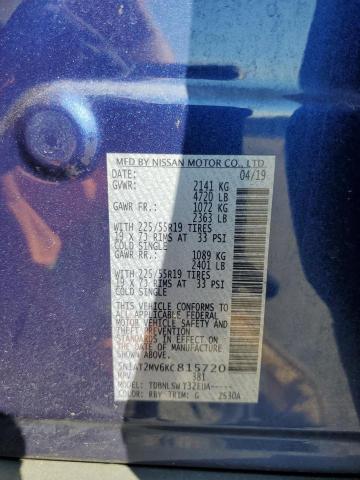 MFD BY NISSAN MOTOR CO., LTD.
DATE: 04/19
GVWR: 2141 KG
4720 LB
GAWR FR.: 1072 KG
2363 LB
WITH 225/55R19 TIRES
19 X 7J RIMS AT 33 PSI
COLD SINGLE
GAWR RR.: 1089 KG
2401 LB
WITH 225/55R19 TIRES
19 X 7J RIMS AT 33 PSI
COLD SINGLE
THIS VEHICLE CONFORMS TO ALL
APPLICABLE FEDERAL MOTOR
VEHICLE SAFETY AND
THEFT PREVENTION
STANDARDS IN EFFECT
ON THE DATE OF
MANUFACTURE SHOWN ABOVE.
5N1AT2MV6KC815720
MPV 381
MODEL:
COLOR: RBY TRIM: G 2530A